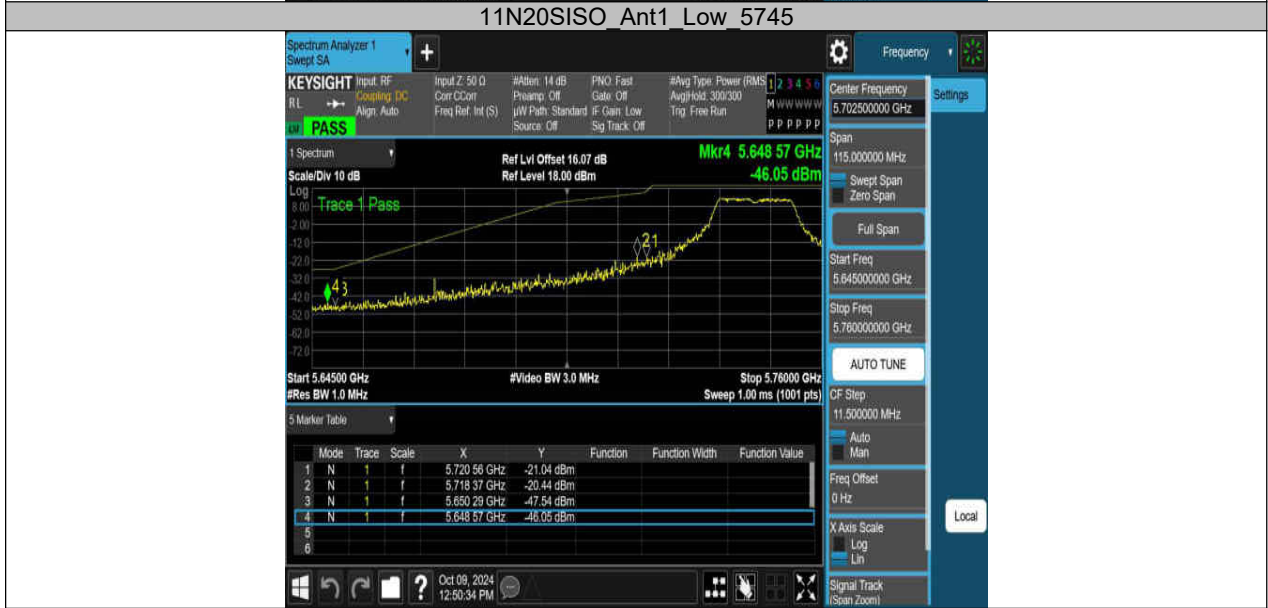 11N20SISO_Ant1_Low_5745
Spectrum Analyzer 1
Swept SA
+
Frequency
KEYSIGHT
RL
PASS
Input: RF
Coupling: DC
Align: Auto
Input Z: 50 Ω
Corr CCorr
Freq Ref: Int (S)
#Atten: 14 dB
Preamp: Off
µW Path: Standard
Source: Off
PNO: Fast
Gate: Off
IF Gain: Low
Sig Track: Off
#Avg Type: Power (RMS
Avg|Hold: 300/300
Trig: Free Run
1 2 3 4 5 6
M W W W W W
P P P P P P
Center Frequency
5.702500000 GHz
Settings
Span
115.000000 MHz
Swept Span
Zero Span
Full Span
Start Freq
5.645000000 GHz
Stop Freq
5.760000000 GHz
AUTO TUNE
CF Step
11.500000 MHz
Auto
Man
Freq Offset
0 Hz
X Axis Scale
Log
Lin
Signal Track
(Span Zoom)
Local
1 Spectrum
Scale/Div 10 dB
Ref Lvl Offset 16.07 dB
Ref Level 18.00 dBm
Mkr4 5.648 57 GHz
-46.05 dBm
Log
Trace 1 Pass
8.00
-2.00
-12.0
-22.0
-32.0
-42.0
-52.0
-62.0
-72.0
2 1
4 3
Start 5.64500 GHz
#Res BW 1.0 MHz
#Video BW 3.0 MHz
Stop 5.76000 GHz
Sweep 1.00 ms (1001 pts)
5 Marker Table
Mode Trace Scale X Y Function Function Width Function Value
1 N 1 f 5.720 56 GHz -21.04 dBm
2 N 1 f 5.718 37 GHz -20.44 dBm
3 N 1 f 5.650 29 GHz -47.54 dBm
4 N 1 f 5.648 57 GHz -46.05 dBm
5
6
?
Oct 09, 2024
12:50:34 PM